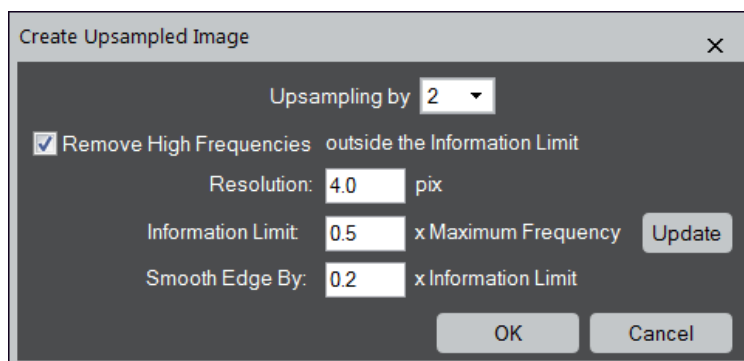 Create Upsampled Image
Upsampling by 2
Remove High Frequencies outside the Information Limit
Resolution: 4.0 pix
Information Limit: 0.5 x Maximum Frequency Update
Smooth Edge By: 0.2 x Information Limit
OK Cancel